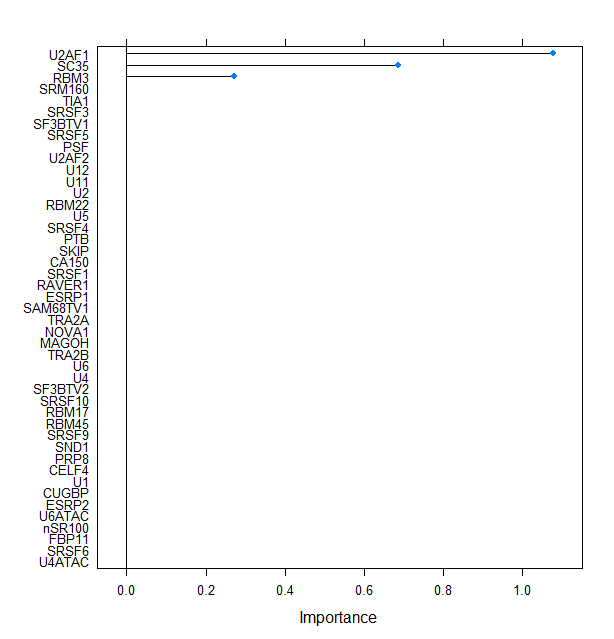 U2AF1
SC35
RBM3
SRM160
TIA1
SRSF3
SF3BTV1
SRSF5
PSF
U2AF2
U12
U11
U2
RBM22
U5
SRSF4
PTB
SKIP
CA150
SRSF1
RAVER1
ESRP1
SAM68TV1
TRA2A
NOVA1
MAGOH
TRA2B
U6
U4
SF3BTV2
SRSF10
RBM17
RBM45
SRSF9
SND1
PRP8
CELF4
U1
CUGBP
ESRP2
U6ATAC
nSR100
FBP11
SRSF6
U4ATAC
0.0 0.2 0.4 0.6 0.8 1.0
Importance